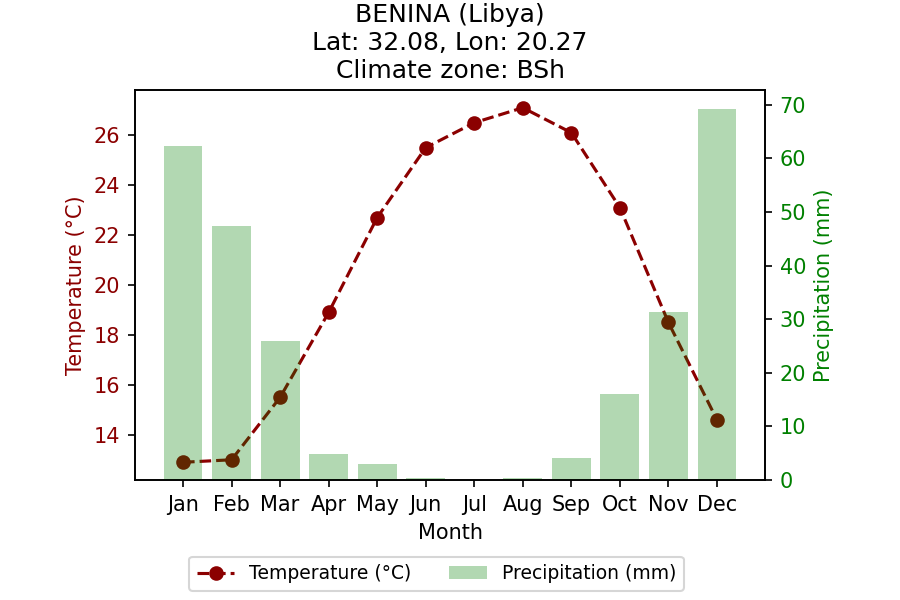 BENINA (Libya)
Lat: 32.08, Lon: 20.27
Climate zone: BSh
Temperature (°C)
26
24
22
20
18
16
14
70
60
50
40
30
20
10
0
Precipitation (mm)
Jan Feb Mar Apr May Jun Jul Aug Sep Oct Nov Dec
Month
Temperature (°C) Precipitation (mm)